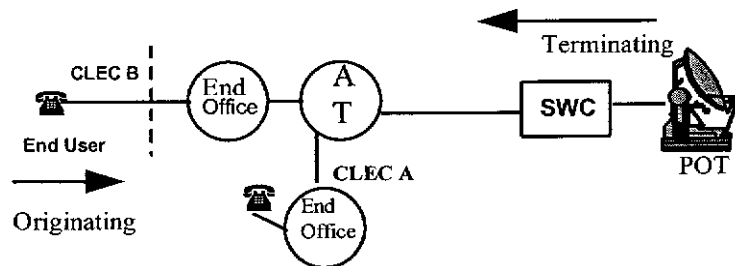 Terminating
CLEC B
End
Office
A
T
SWC
End User
POT
CLEC A
Originating
End
Office